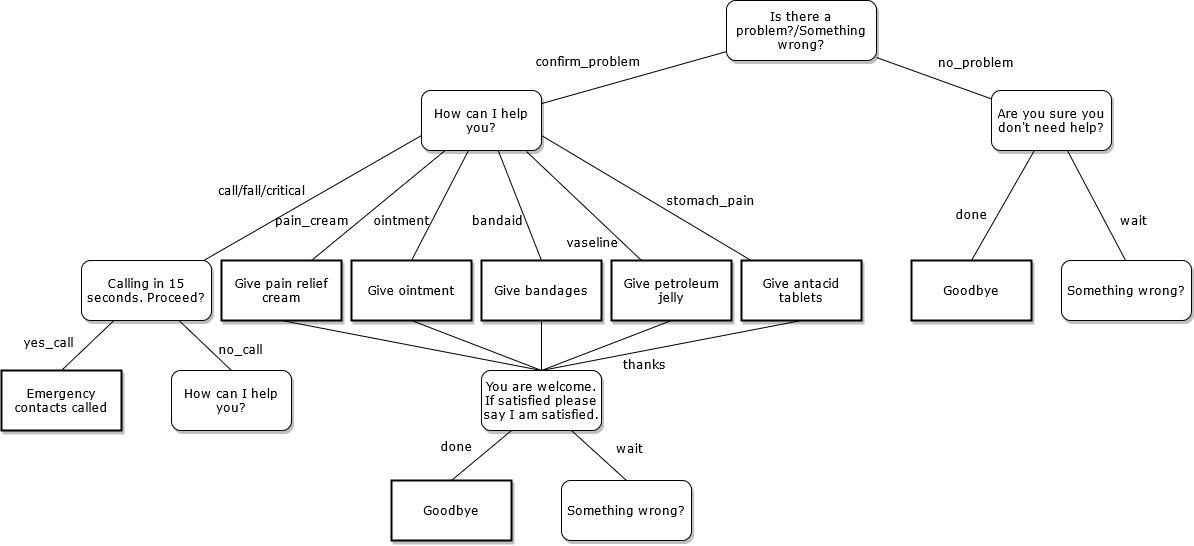 Is there a
problem?/Something
wrong?
confirm_problem
no_problem
How can I help
you?
Are you sure you
don't need help?
call/fall/critical
pain_cream
ointment
bandaid
vaseline
stomach_pain
done
wait
Calling in 15
seconds. Proceed?
Give pain relief
cream
Give ointment
Give bandages
Give petroleum
jelly
Give antacid
tablets
Goodbye
Something wrong?
yes_call
no_call
thanks
Emergency
contacts called
How can I help
you?
You are welcome.
If satisfied please
say I am satisfied.
done
wait
Goodbye
Something wrong?